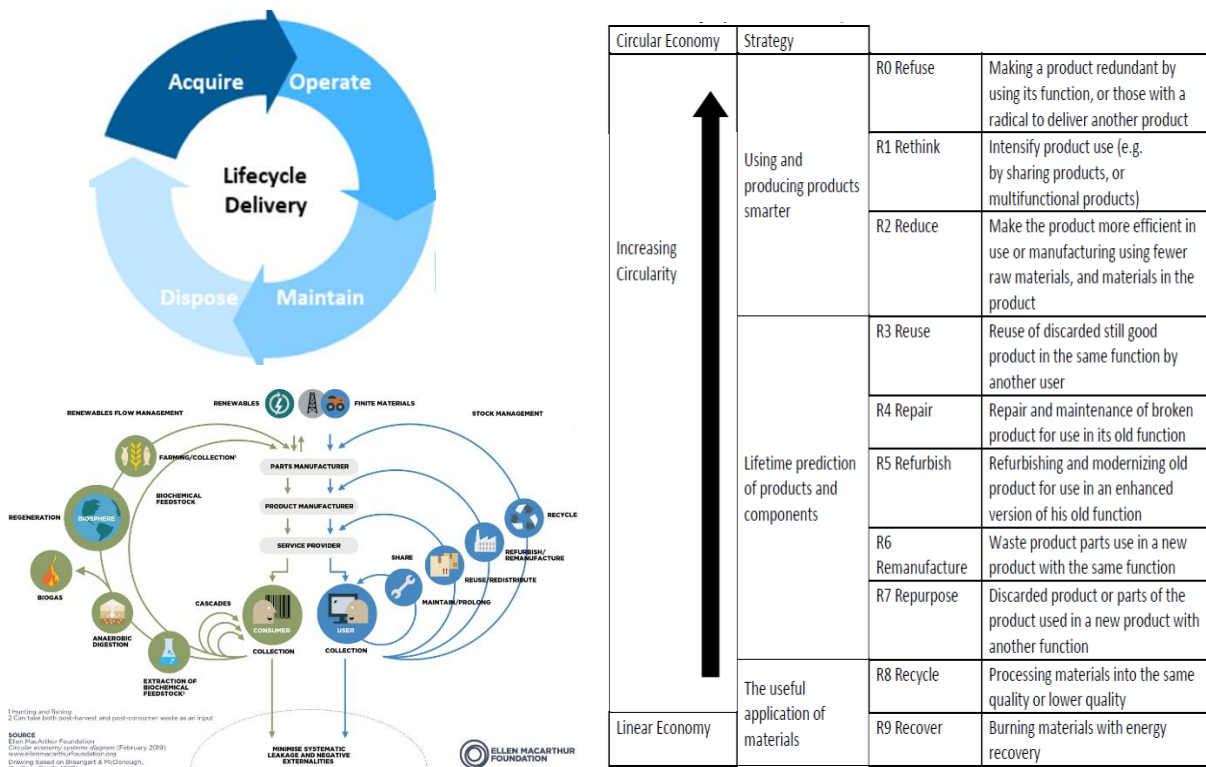 Acquire
Operate
Lifecycle
Delivery
Dispose
Maintain
RENEWABLES
FINITE MATERIALS
RENEWABLES FLOW MANAGEMENT
STOCK MANAGEMENT
FARMING/COLLECTION¹
PARTS MANUFACTURER
BIOCHEMICAL
FEEDSTOCK
PRODUCT MANUFACTURER
REGENERATION
BIOSPHERE
RECYCLE
SERVICE PROVIDER
SHARE
REFURBISH/
REMANUFACTURE
REUSE/REDISTRIBUTE
BIOGAS
CASCADES
MAINTAIN/PROLONG
CONSUMER
USER
ANAEROBIC
DIGESTION
COLLECTION
COLLECTION
EXTRACTION OF
BIOCHEMICAL
FEEDSTOCK²
1 Hunting and fishing
2 Can take both post-harvest and post-consumer waste as an input
SOURCE
Ellen MacArthur Foundation
Circular economy systems diagram (February 2019)
www.ellenmacarthurfoundation.org
Drawing based on Braungart & McDonough,
MINIMISE SYSTEMATIC
LEAKAGE AND NEGATIVE
EXTERNALITIES
ELLEN MACARTHUR
FOUNDATION
Circular Economy
Strategy
Increasing
Circularity
Linear Economy
Using and
producing products
smarter
R0 Refuse
Making a product redundant by
using its function, or those with a
radical to deliver another product
R1 Rethink
Intensify product use (e.g.
by sharing products, or
multifunctional products)
R2 Reduce
Make the product more efficient in
use or manufacturing using fewer
raw materials, and materials in the
product
Lifetime prediction
of products and
components
R3 Reuse
Reuse of discarded still good
product in the same function by
another user
R4 Repair
Repair and maintenance of broken
product for use in its old function
R5 Refurbish
Refurbishing and modernizing old
product for use in an enhanced
version of his old function
R6
Remanufacture
Waste product parts use in a new
product with the same function
R7 Repurpose
Discarded product or parts of the
product used in a new product with
another function
The useful
application of
materials
R8 Recycle
Processing materials into the same
quality or lower quality
R9 Recover
Burning materials with energy
recovery